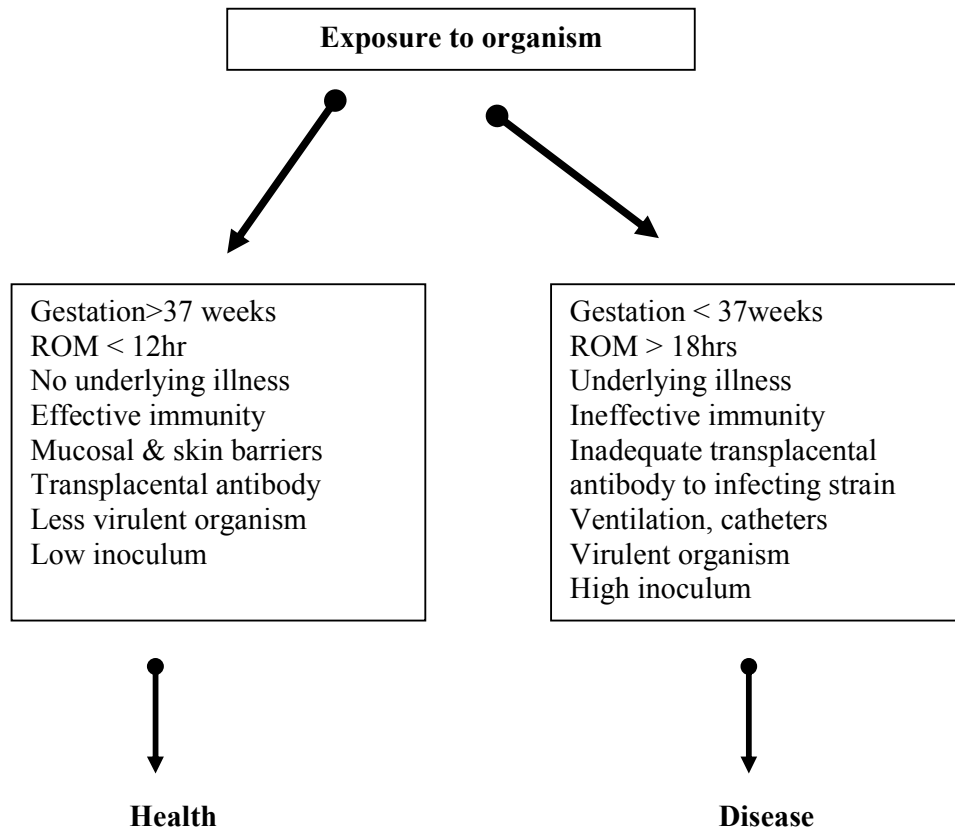 Exposure to organism
Gestation>37 weeks
ROM < 12hr
No underlying illness
Effective immunity
Mucosal & skin barriers
Transplacental antibody
Less virulent organism
Low inoculum
Gestation < 37weeks
ROM > 18hrs
Underlying illness
Ineffective immunity
Inadequate transplacental
antibody to infecting strain
Ventilation, catheters
Virulent organism
High inoculum
Health
Disease